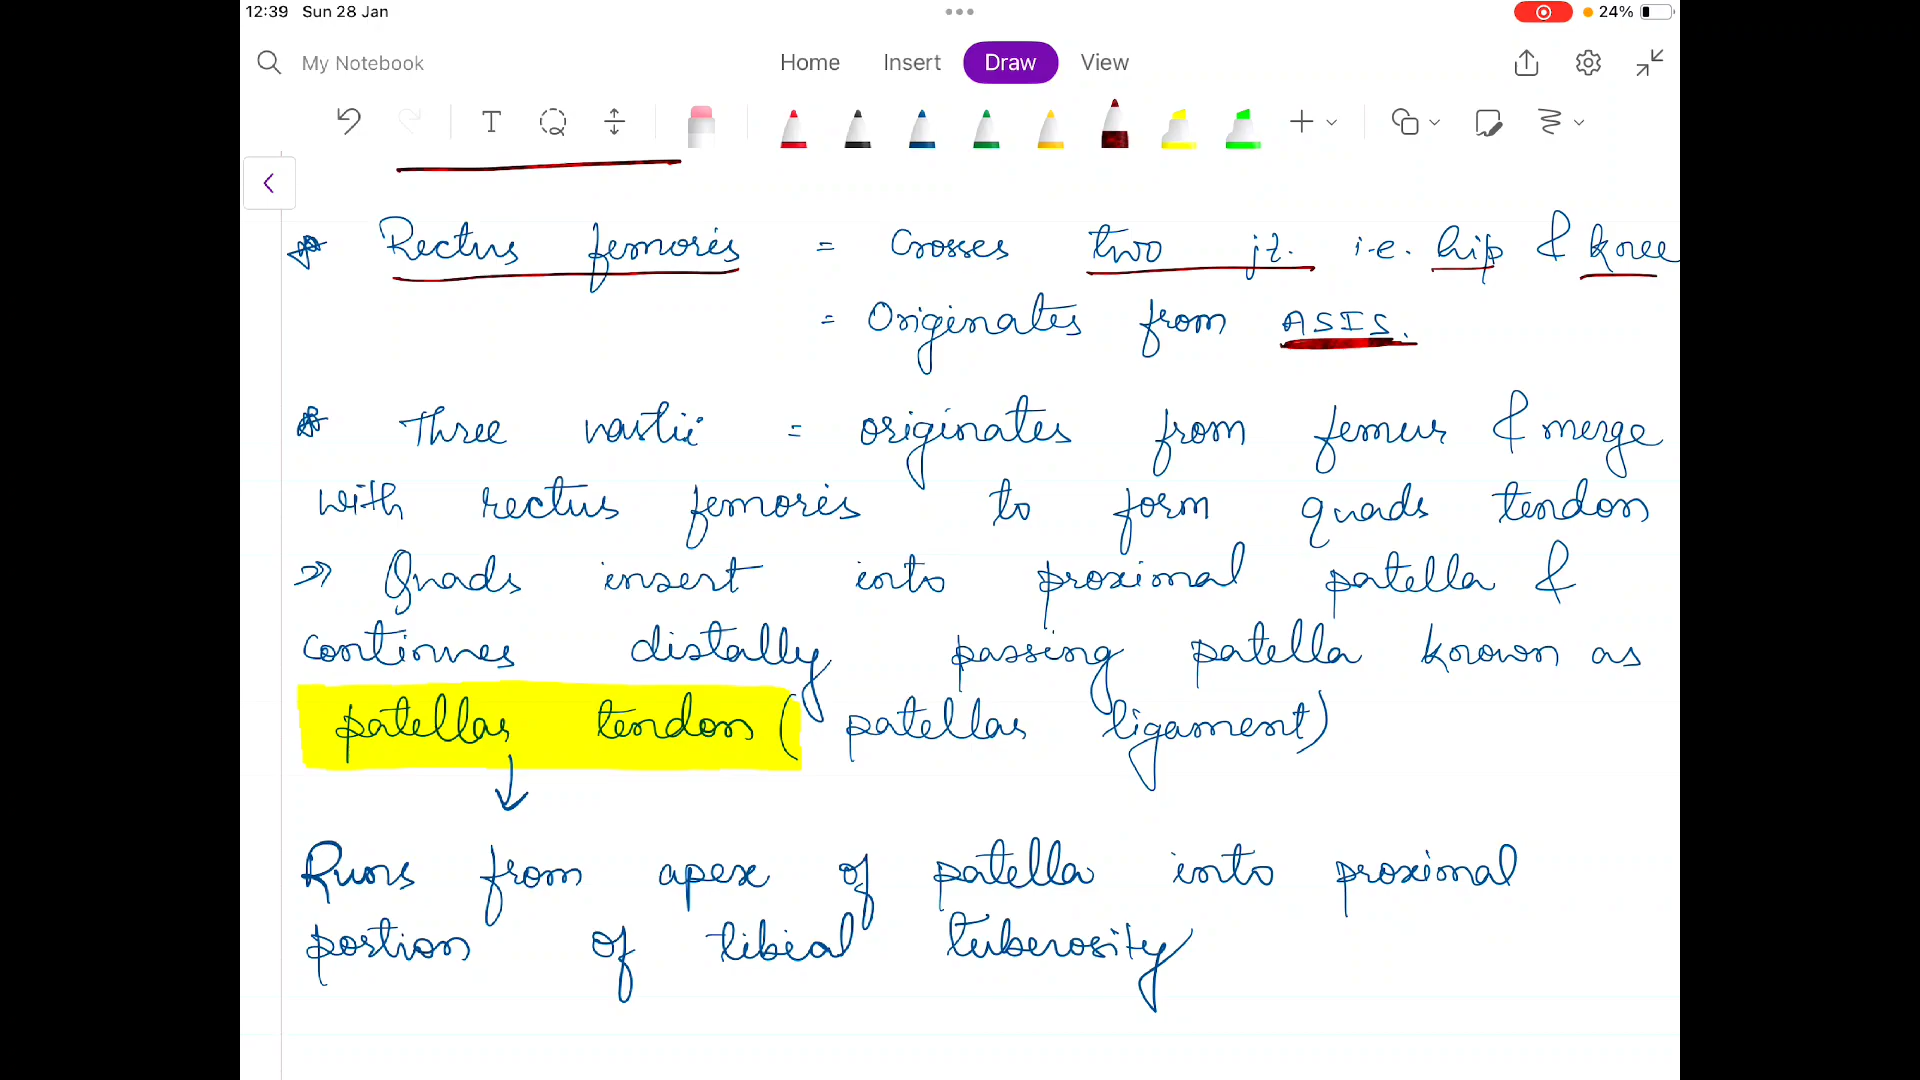 12:39 Sun 28 Jan
24%
My Notebook
Home Insert Draw View
T
Rectus femoris = Crosses two jt. i.e. hip & knee
= Originates from ASIS.
Three vastii = originates from femur & merge
with rectus femoris to form quads tendon
=> Quads insert into proximal patella &
continues distally passing patella known as
patellar tendon (patellar ligament)
↓
Runs from apex of patella into proximal
portion of tibial tuberosity